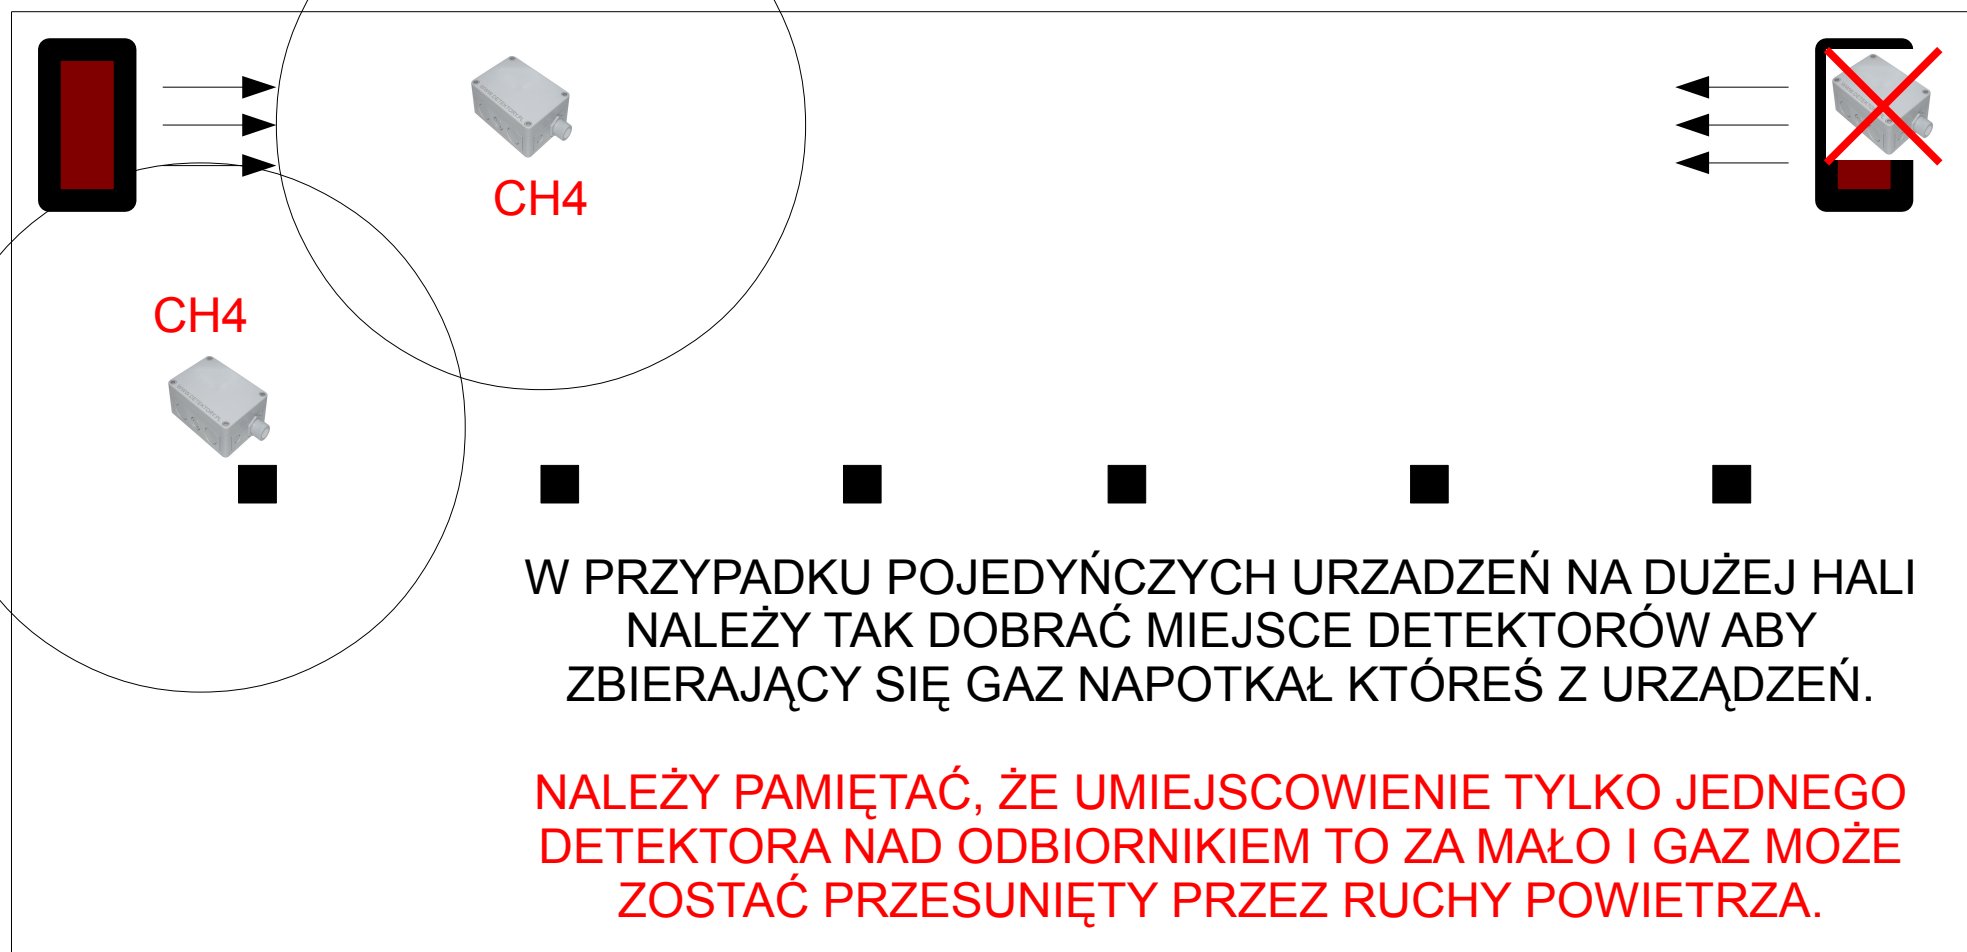 CH4
CH4
W PRZYPADKU POJEDYŃCZYCH URZADZEŃ NA DUŻEJ HALI
NALEŻY TAK DOBRAĆ MIEJSCE DETEKTORÓW ABY
ZBIERAJĄCY SIĘ GAZ NAPOTKAŁ KTÓREŚ Z URZĄDZEŃ.
NALEŻY PAMIĘTAĆ, ŻE UMIEJSCOWIENIE TYLKO JEDNEGO
DETEKTORA NAD ODBIORNIKIEM TO ZA MAŁO I GAZ MOŻE
ZOSTAĆ PRZESUNIĘTY PRZEZ RUCHY POWIETRZA.